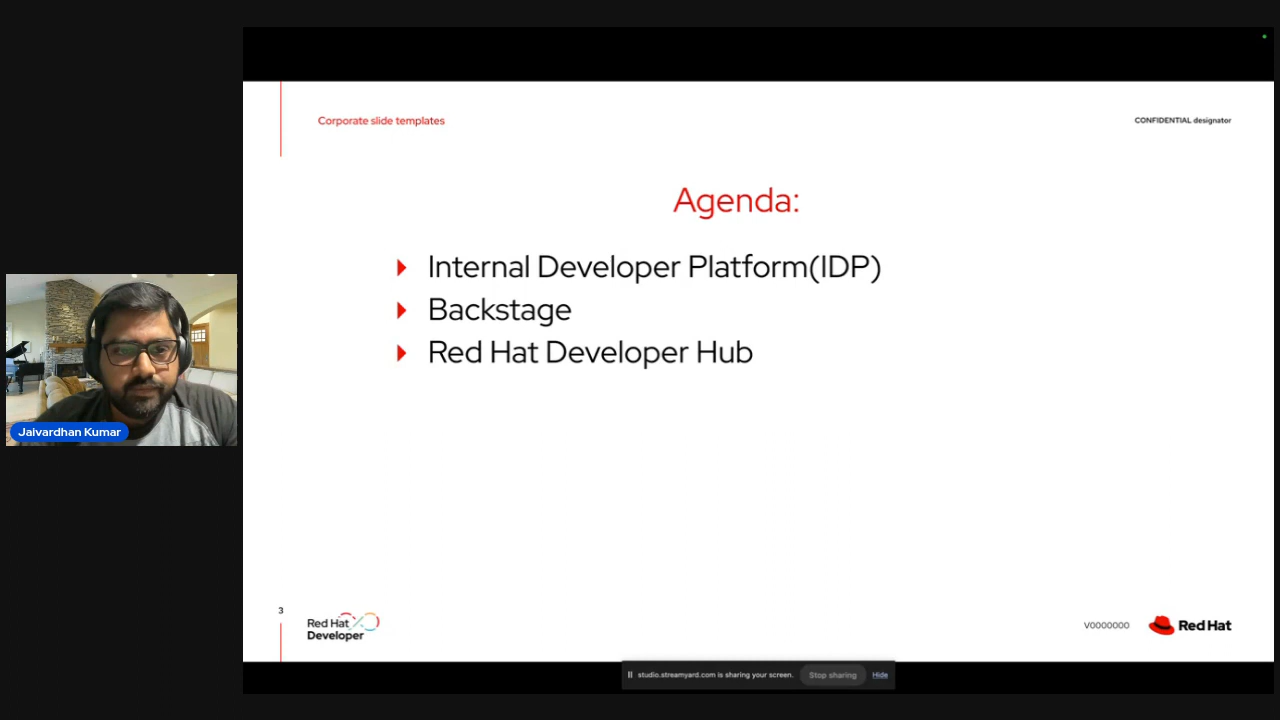 Corporate slide templates
CONFIDENTIAL designator
Agenda:
Internal Developer Platform(IDP)
Backstage
Red Hat Developer Hub
Jaivardhan Kumar
3
Red Hat
Developer
V0000000
Red Hat
studio.streamyard.com is sharing your screen.
Stop sharing
Hide